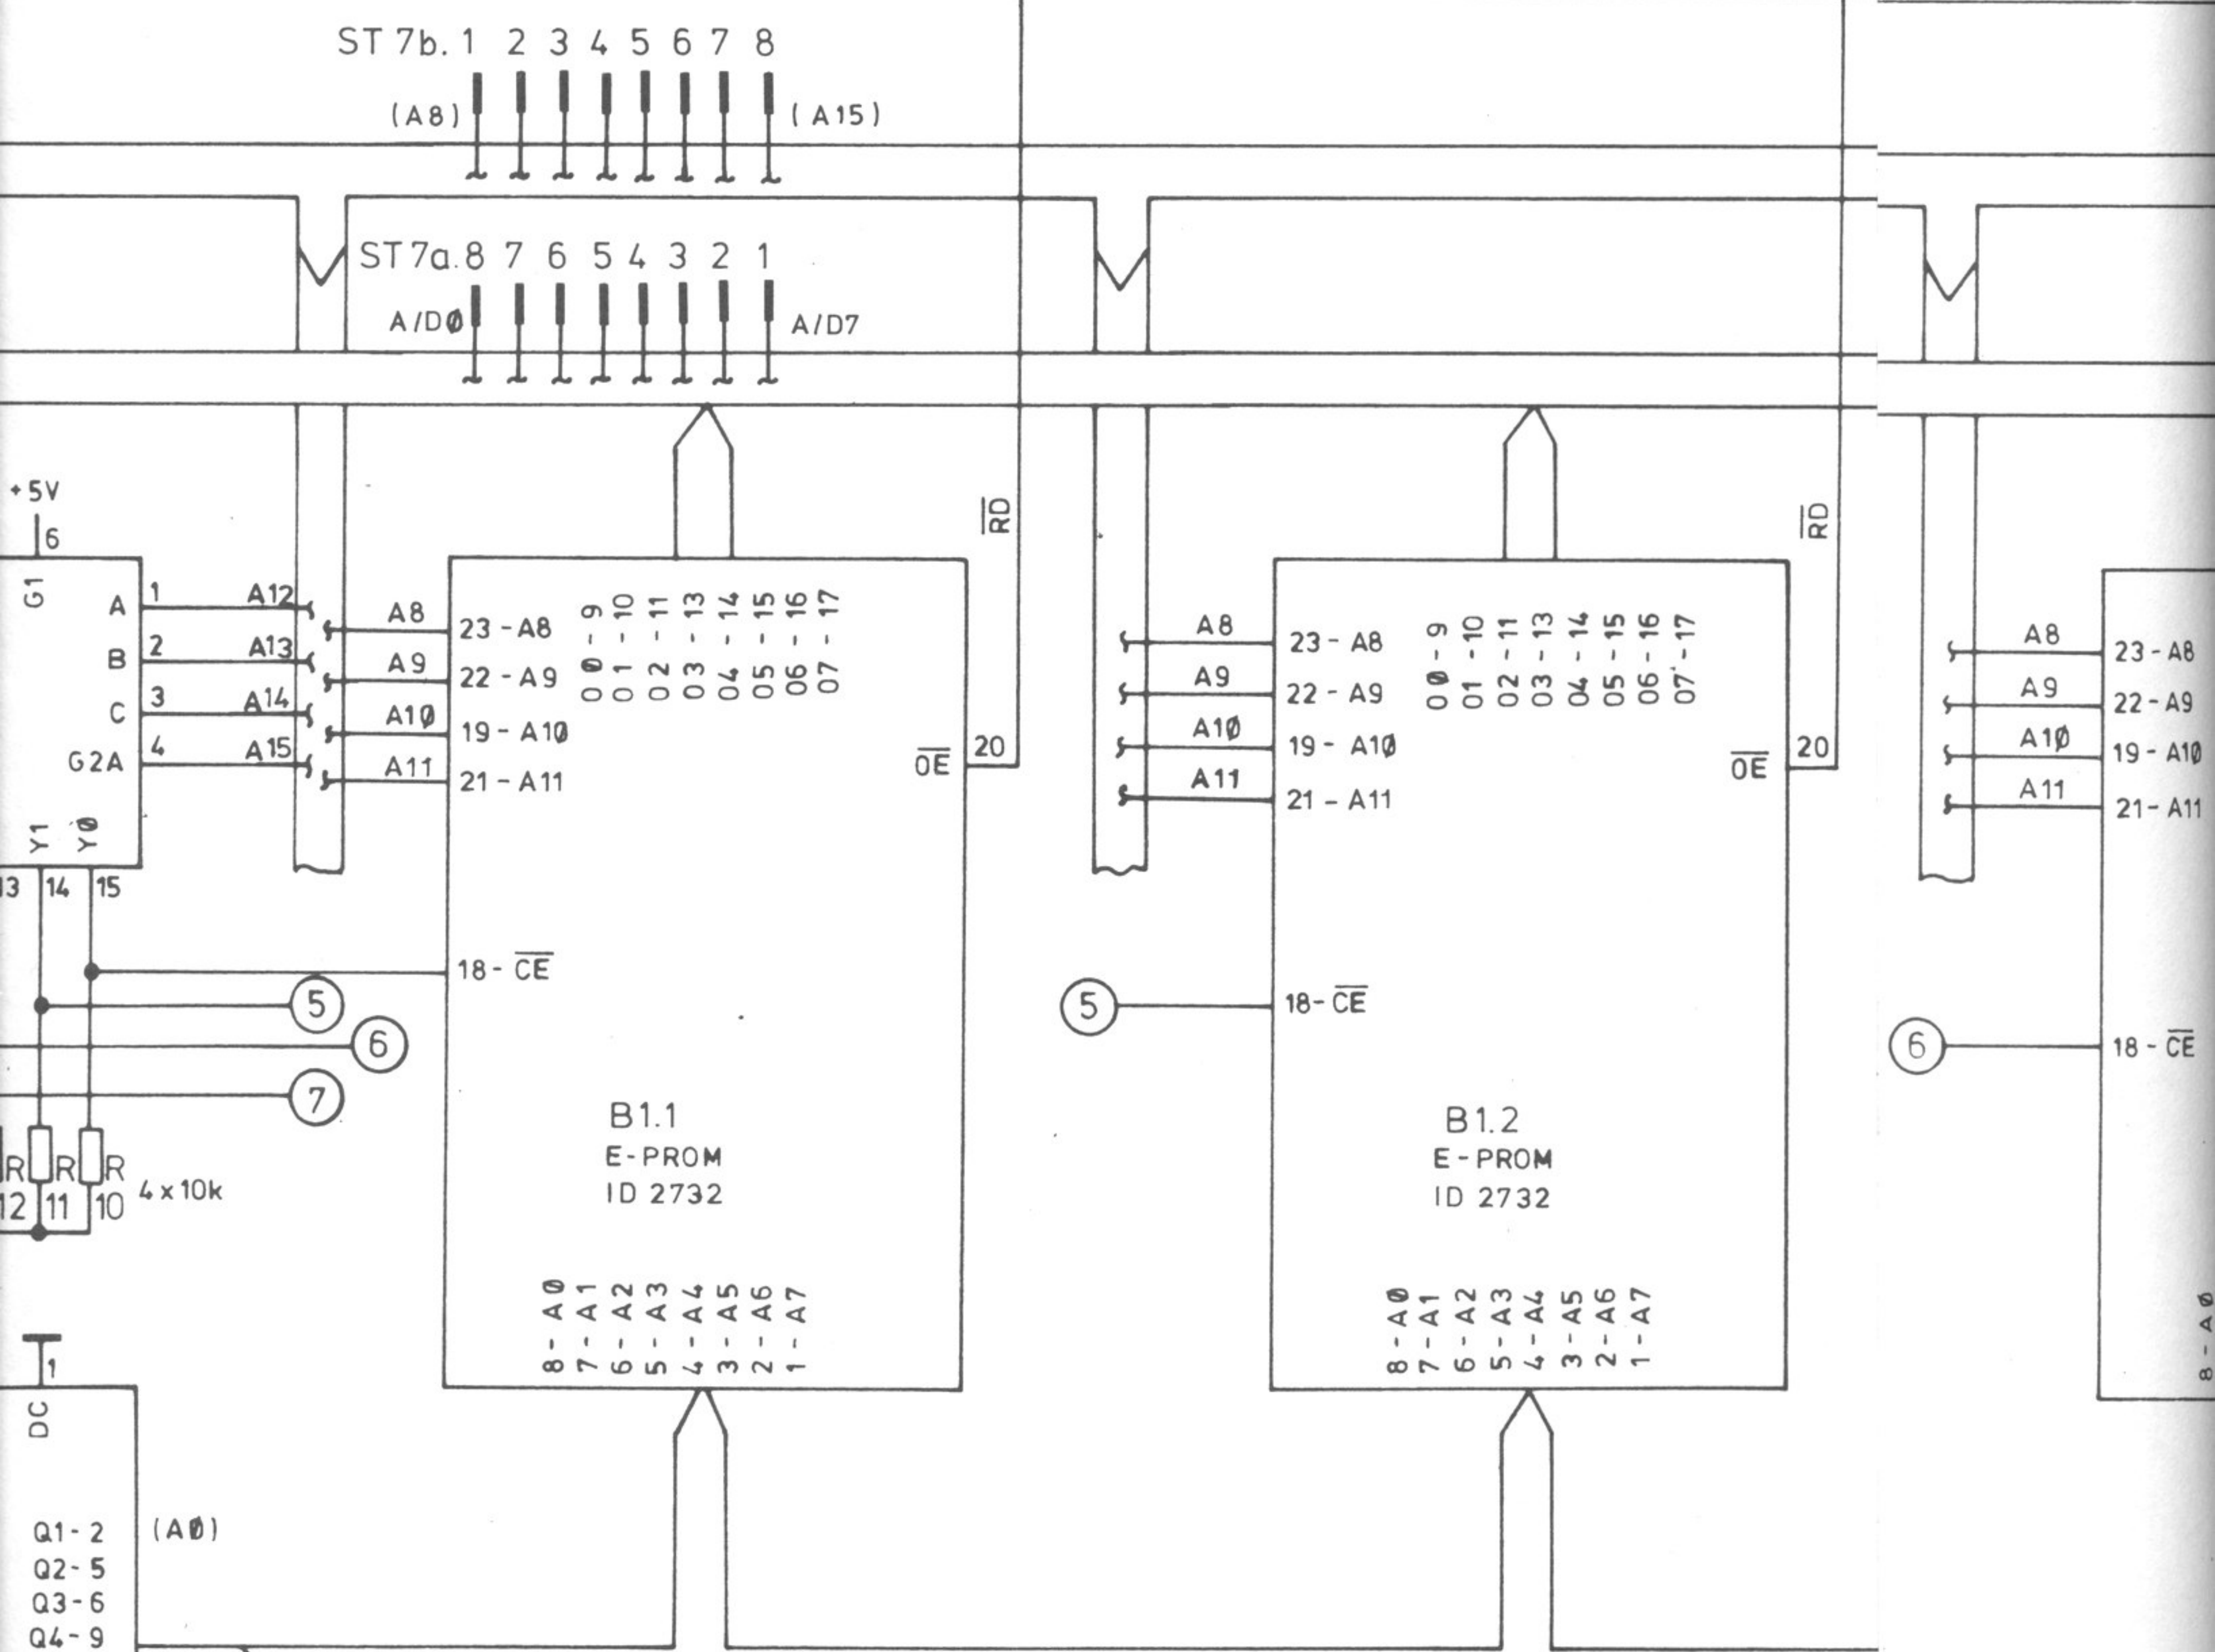 ST 7b. 1 2 3 4 5 6 7 8
(A8) (A15)
ST 7a. 8 7 6 5 4 3 2 1
A/DØ A/D7
+5V
6
G1
A 1 A12
B 2 A13
C 3 A14
G2A 4 A15
Y1 YØ
13 14 15
A8 23-A8
A9 22-A9
A1Ø 19-A1Ø
A11 21-A11
OØ-9
O1-10
O2-11
O3-13
O4-14
O5-15
O6-16
O7-17
RD
OE 20
18-CE
5
6
7
R 12
R 11
R 10
4x10k
B1.1
E-PROM
ID 2732
8-AØ
7-A1
6-A2
5-A3
4-A4
3-A5
2-A6
1-A7
A8 23-A8
A9 22-A9
A1Ø 19-A1Ø
A11 21-A11
OØ-9
O1-10
O2-11
O3-13
O4-14
O5-15
O6-16
O7-17
RD
OE 20
5 18-CE
B1.2
E-PROM
ID 2732
8-AØ
7-A1
6-A2
5-A3
4-A4
3-A5
2-A6
1-A7
A8 23-A8
A9 22-A9
A1Ø 19-A1Ø
A11 21-A11
6 18-CE
8-AØ
1
DC
Q1-2 (AØ)
Q2-5
Q3-6
Q4-9